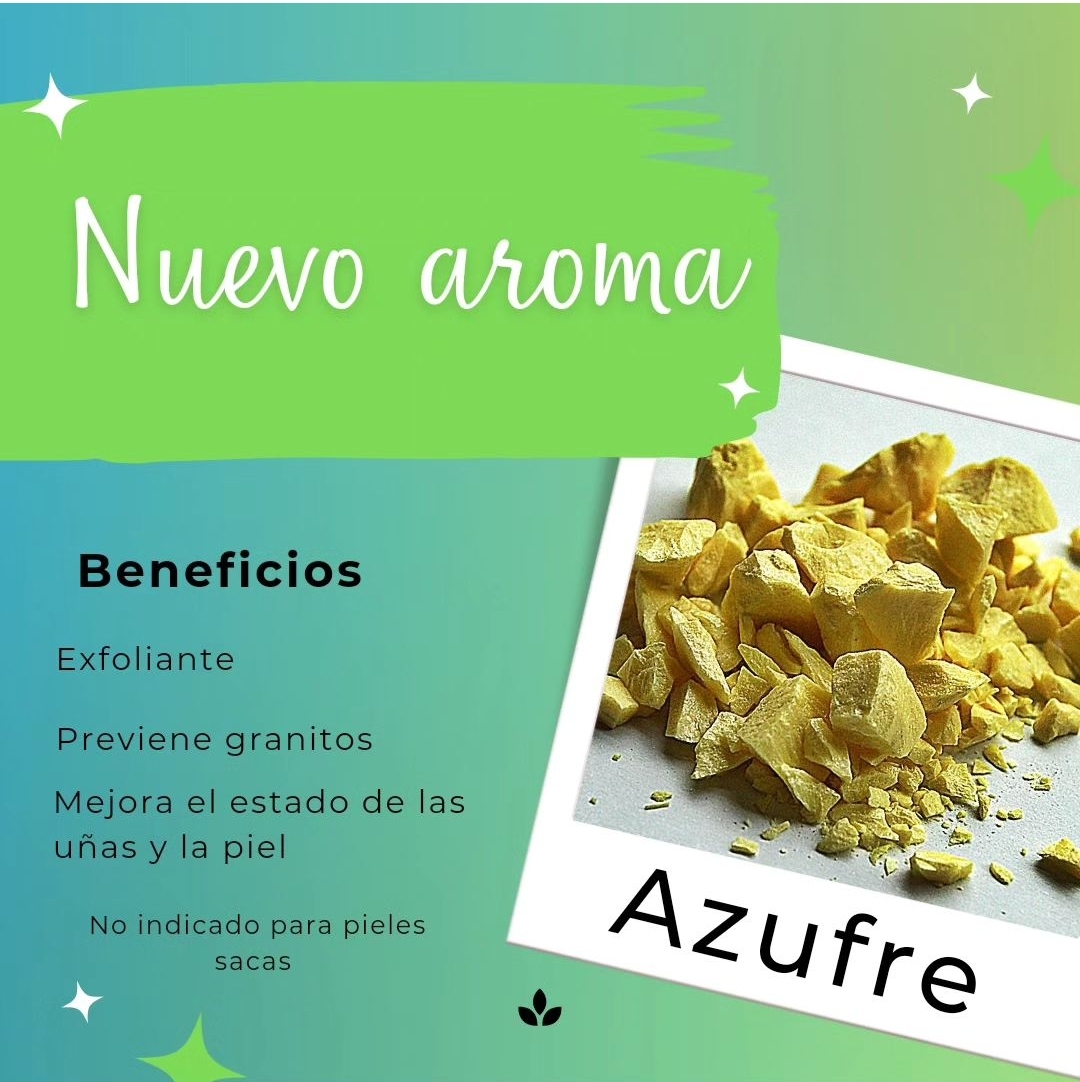 Nuevo aroma
Beneficios
Exfoliante
Previene granitos
Mejora el estado de las
uñas y la piel
No indicado para pieles
sacas
Azufre